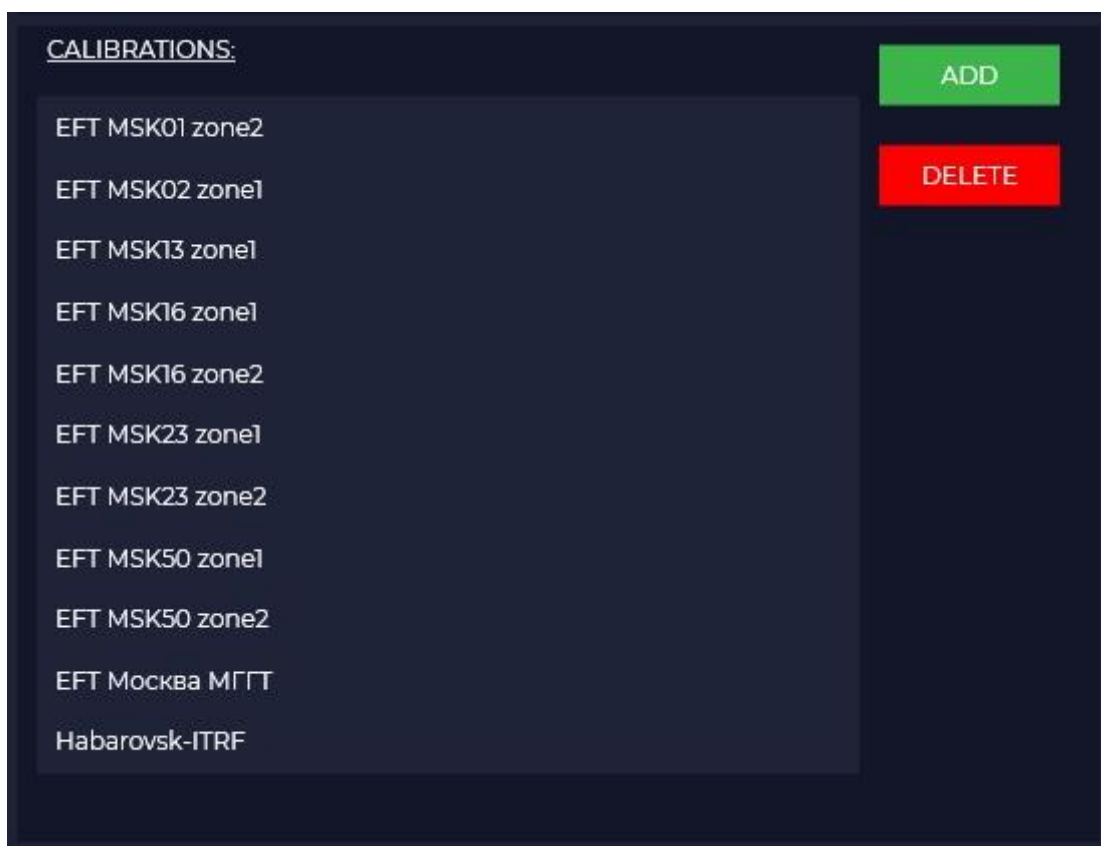 CALIBRATIONS:
ADD
EFT MSK01 zone2
DELETE
EFT MSK02 zone1
EFT MSK13 zone1
EFT MSK16 zone1
EFT MSK16 zone2
EFT MSK23 zone1
EFT MSK23 zone2
EFT MSK50 zone1
EFT MSK50 zone2
EFT Москва МГГТ
Habarovsk-ITRF